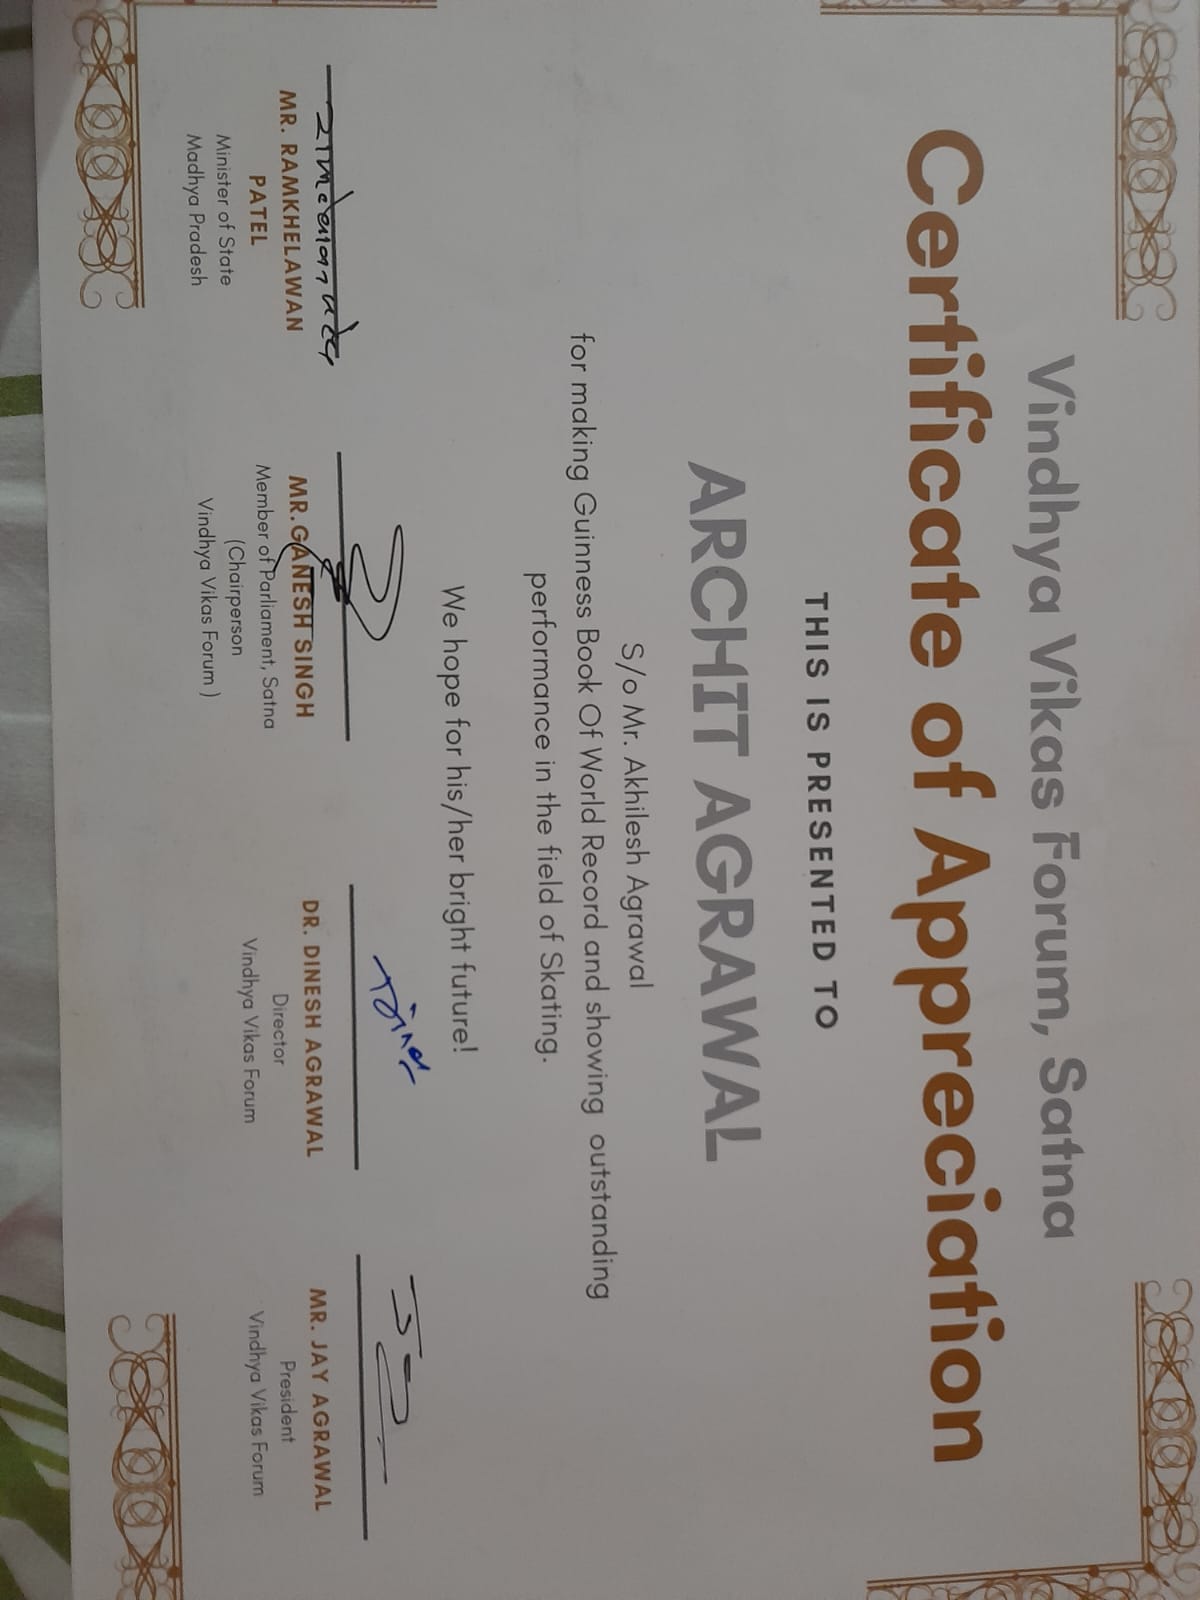 Vindhya Vikas Forum, Satna
Certificate of Appreciation
THIS IS PRESENTED TO
ARCHIT AGRAWAL
S/o Mr. Akhilesh Agrawal
for making Guinness Book Of World Record and showing outstanding
performance in the field of Skating.
We hope for his/her bright future!
रामखेलावन पटेल
MR. RAMKHELAWAN
PATEL
Minister of State
Madhya Pradesh
MR.GANESH SINGH
Member of Parliament, Satna
(Chairperson
Vindhya Vikas Forum )
DR. DINESH AGRAWAL
Director
Vindhya Vikas Forum
MR. JAY AGRAWAL
President
Vindhya Vikas Forum